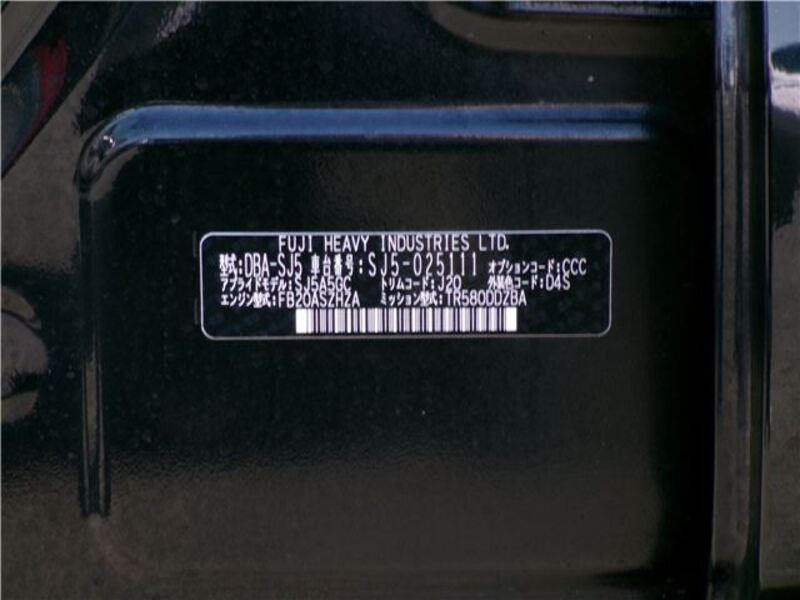 FUJI HEAVY INDUSTRIES LTD.
型式:DBA-SJ5 車台番号:SJ5-025111 オプションコード:CCC
アプライドモデル:SJ5A5GC トリムコード:J20 外装色コード:D4S
エンジン型式:FB20ASZHZA ミッション型式:TR580DDZBA